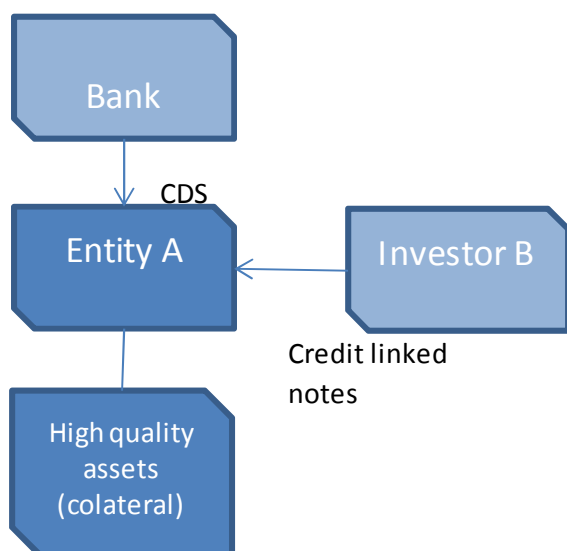 Bank
CDS
Entity A
Investor B
Credit linked
notes
High quality
assets
(colateral)